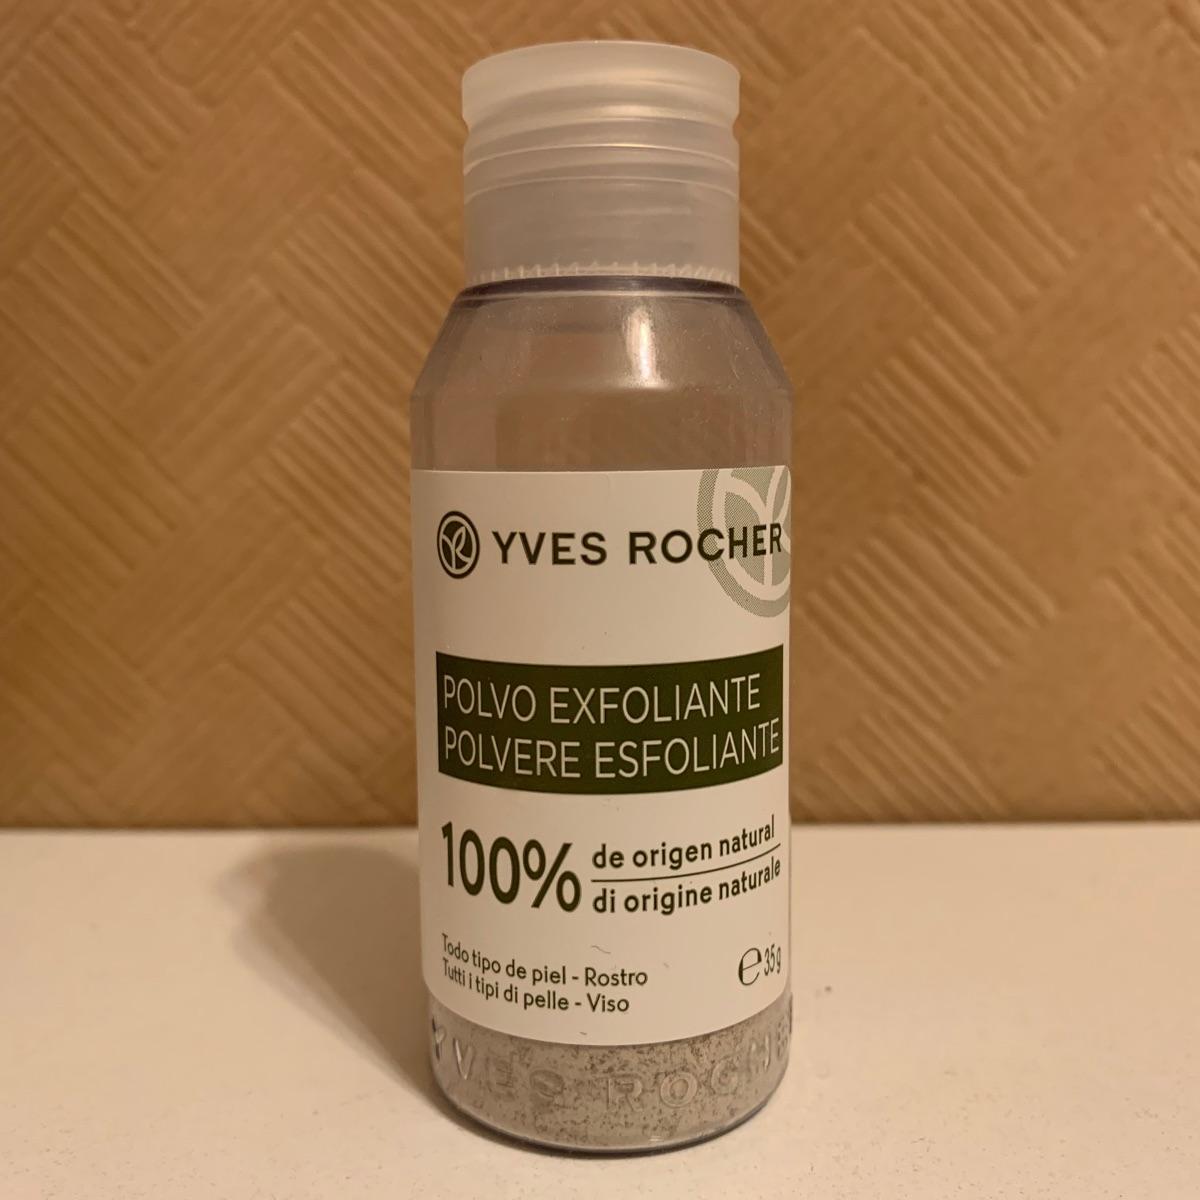 YVES ROCHER
POLVO EXFOLIANTE
POLVERE ESFOLIANTE
100% de origen natural
di origine naturale
Todo tipo de piel - Rostro
Tutti i tipi di pelle - Viso
℮ 35 g
YVES ROCHER